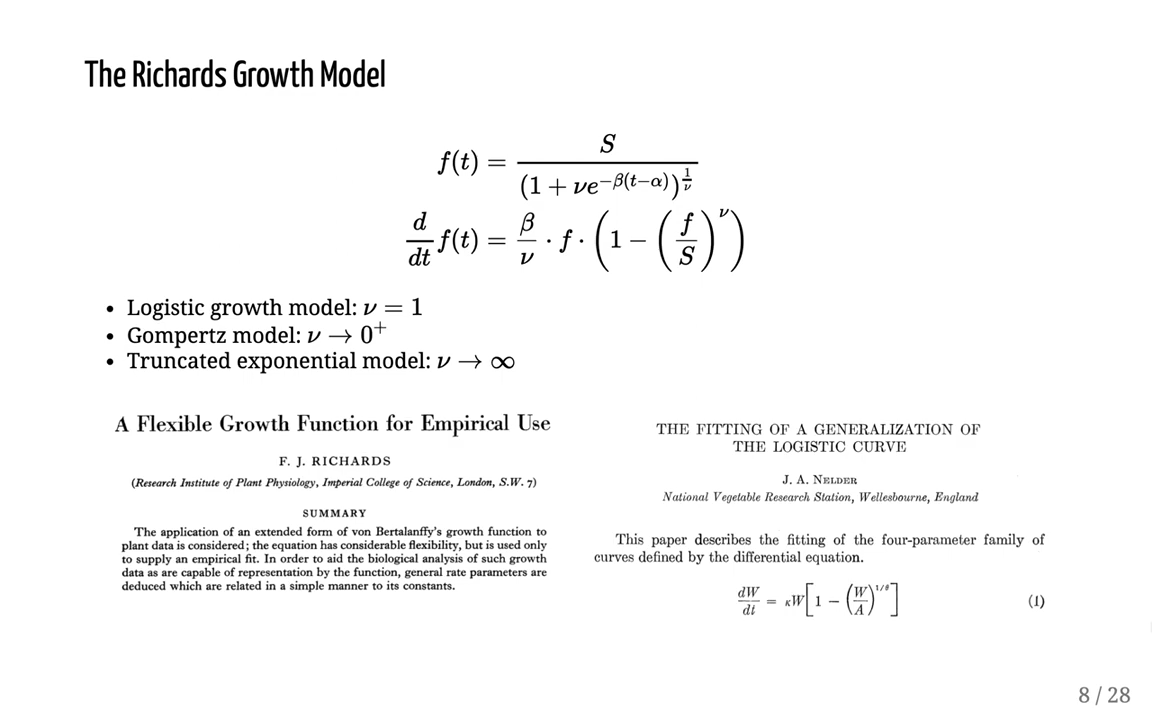 The Richards Growth Model
f(t) = S / (1 + νe^{−β(t−α)})^{1/ν}
d/dt f(t) = β/ν · f · (1 − (f/S)^ν)
• Logistic growth model: ν = 1
• Gompertz model: ν → 0⁺
• Truncated exponential model: ν → ∞
A Flexible Growth Function for Empirical Use
F. J. RICHARDS
(Research Institute of Plant Physiology, Imperial College of Science, London, S.W. 7)
SUMMARY
The application of an extended form of von Bertalanffy's growth function to
plant data is considered; the equation has considerable flexibility, but is used only
to supply an empirical fit. In order to aid the biological analysis of such growth
data as are capable of representation by the function, general rate parameters are
deduced which are related in a simple manner to its constants.
THE FITTING OF A GENERALIZATION OF
THE LOGISTIC CURVE
J. A. NELDER
National Vegetable Research Station, Wellesbourne, England
This paper describes the fitting of the four-parameter family of
curves defined by the differential equation.
dW/dt = κW[1 − (W/A)^{1/θ}] (1)
8 / 28